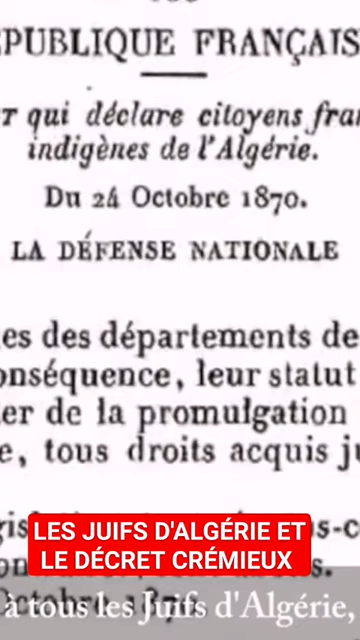 PUBLIQUE FRANÇAIS
r qui déclare citoyens fra
indigènes de l'Algérie.
Du 24 Octobre 1870.
LA DÉFENSE NATIONALE
es des départements de
onséquence, leur statut
er de la promulgation
e, tous droits acquis ju
LES JUIFS D'ALGÉRIE ET
LE DÉCRET CRÉMIEUX
à tous les Juifs d'Algérie,